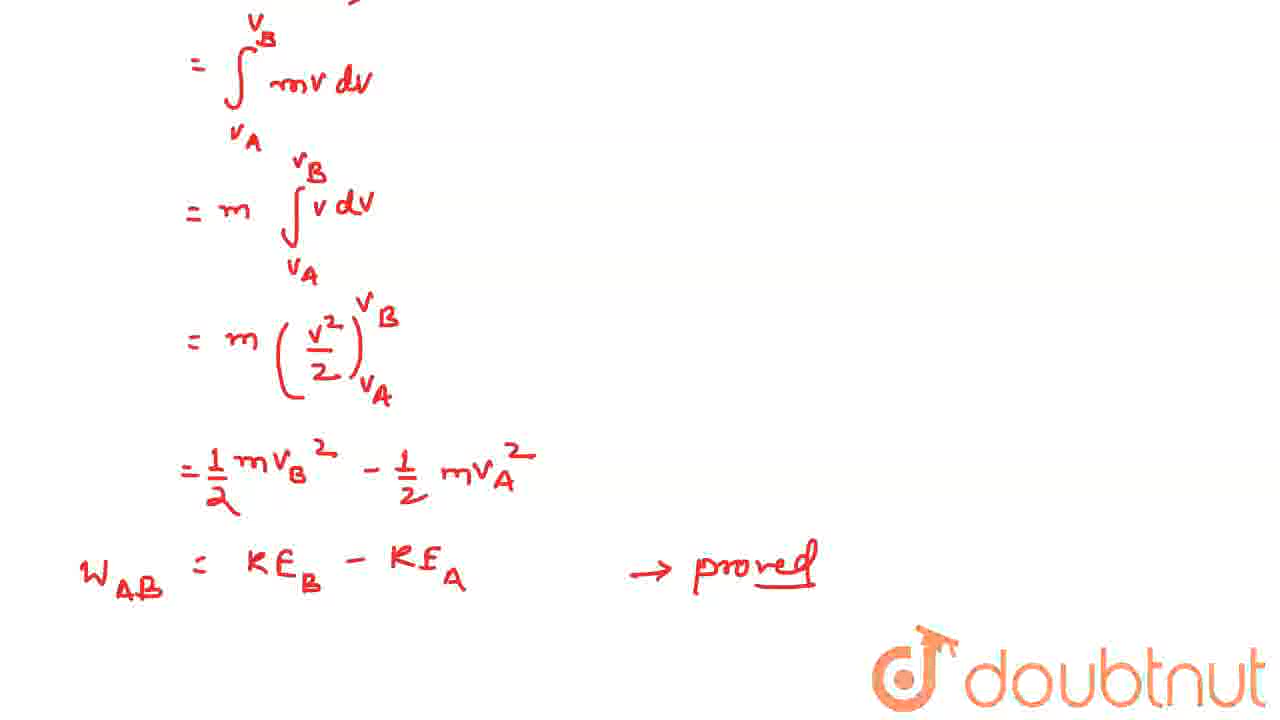 = ∫_{V_A}^{V_B} mv dv
= m ∫_{V_A}^{V_B} v dv
= m (v²/2)_{V_A}^{V_B}
= 1/2 mV_B² - 1/2 mV_A²
W_AB = KE_B - KE_A → proved
doubtnut